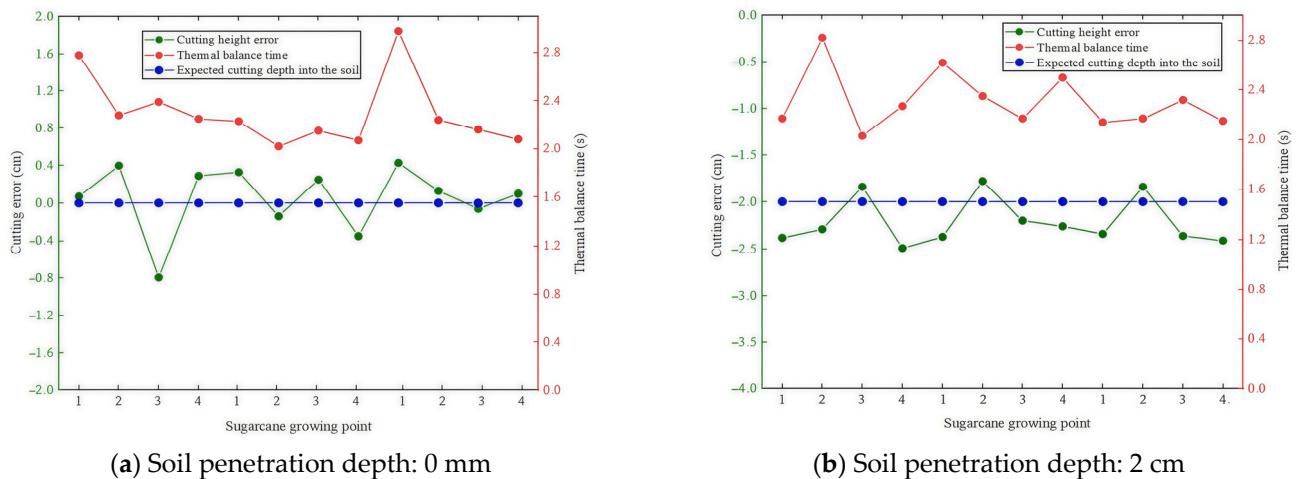 2.0
1.6
1.2
0.8
0.4
0.0
−0.4
−0.8
−1.2
−1.6
−2.0
Cutting error (cm)
Cutting height error
Thermal balance time
Expected cutting depth into the soil
2.8
2.4
2.0
1.6
1.2
0.8
0.4
0.0
Thermal balance time (s)
1 2 3 4 1 2 3 4 1 2 3 4
Sugarcane growing point
(a) Soil penetration depth: 0 mm
0.0
−0.5
−1.0
−1.5
−2.0
−2.5
−3.0
−3.5
−4.0
Cutting error (cm)
Cutting height error
Thermal balance time
Expected cutting depth into the soil
2.8
2.4
2.0
1.6
1.2
0.8
0.4
0.0
Thermal balance time (s)
1 2 3 4 1 2 3 4 1 2 3 4.
Sugarcane growing point
(b) Soil penetration depth: 2 cm